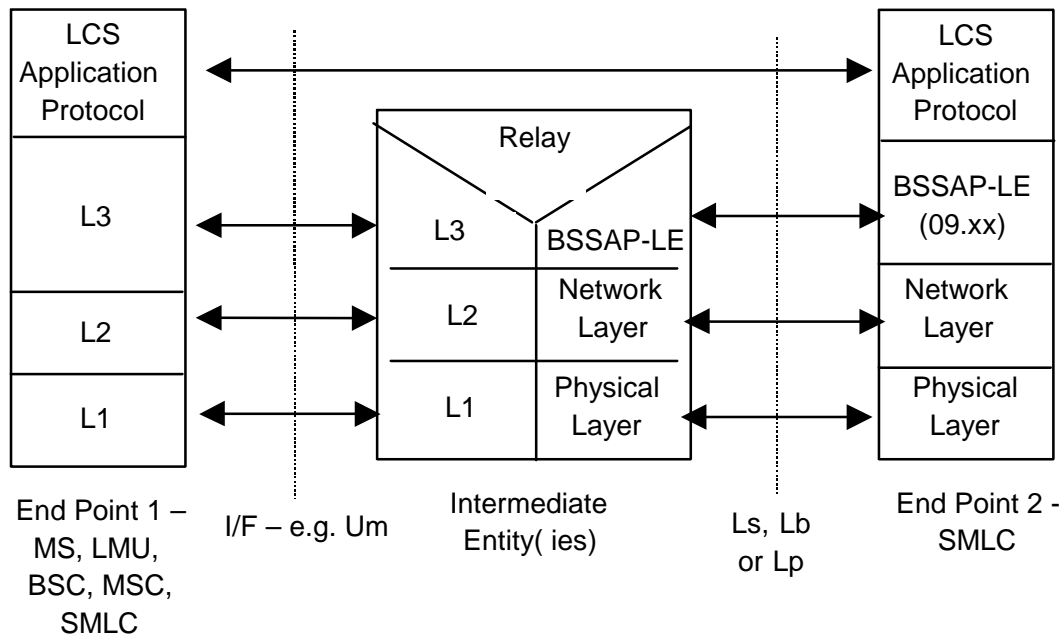 LCS
Application
Protocol
L3
L2
L1
End Point 1 –
MS, LMU,
BSC, MSC,
SMLC
I/F – e.g. Um
Relay
L3
BSSAP-LE
L2
Network
Layer
L1
Physical
Layer
Intermediate
Entity( ies)
Ls, Lb
or Lp
LCS
Application
Protocol
BSSAP-LE
(09.xx)
Network
Layer
Physical
Layer
End Point 2 -
SMLC